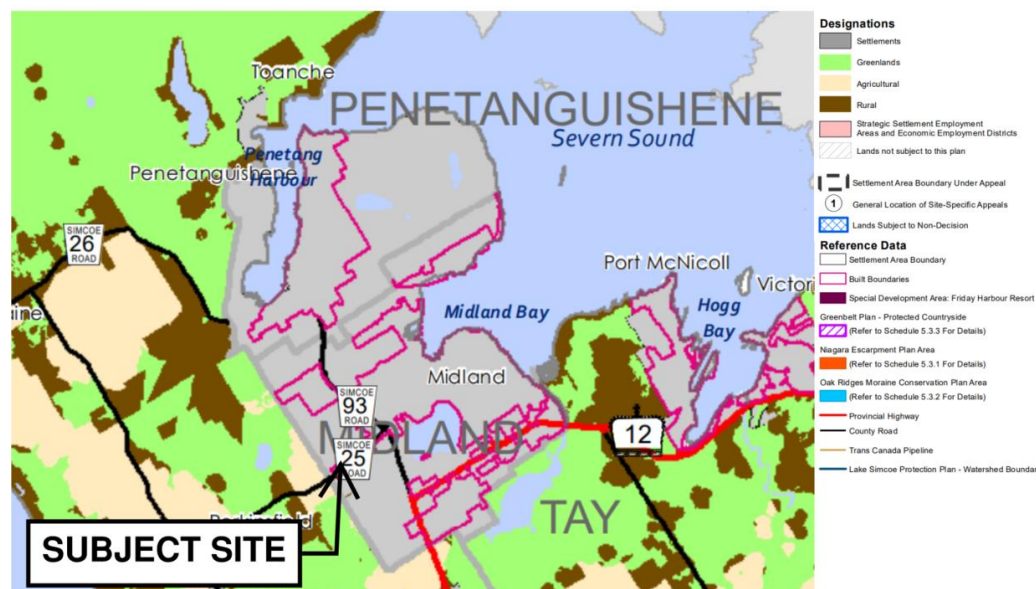 Toanche
PENETANGUISHENE
Severn Sound
Penetang
Harbour
Penetanguishene
SIMCOE
26
ROAD
Port McNicoll
Victori
aine
Hogg
Bay
Midland Bay
Midland
SIMCOE
93
ROAD
MIDLAND
12
SIMCOE
25
ROAD
TAY
SUBJECT SITE
Designations
Settlements
Greenlands
Agricultural
Rural
Strategic Settlement Employment
Areas and Economic Employment Districts
Lands not subject to this plan
Settlement Area Boundary Under Appeal
1 General Location of Site-Specific Appeals
Lands Subject to Non-Decision
Reference Data
Settlement Area Boundary
Built Boundaries
Special Development Area: Friday Harbour Resort
Greenbelt Plan - Protected Countryside
(Refer to Schedule 5.3.3 For Details)
Niagara Escarpment Plan Area
(Refer to Schedule 5.3.1 For Details)
Oak Ridges Moraine Conservation Plan Area
(Refer to Schedule 5.3.2 For Details)
Provincial Highway
County Road
Trans Canada Pipeline
Lake Simcoe Protection Plan - Watershed Boundar